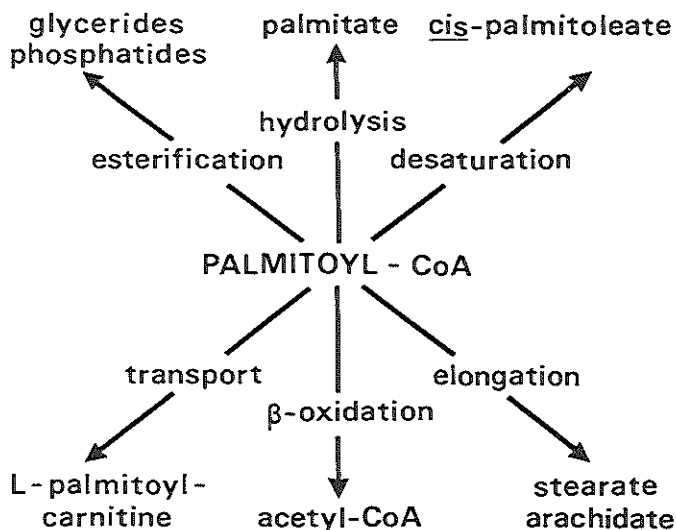 glycerides
phosphatides
palmitate
cis-palmitoleate
hydrolysis
esterification
desaturation
PALMITOYL - CoA
transport
elongation
β-oxidation
L-palmitoyl-
carnitine
acetyl-CoA
stearate
arachidate